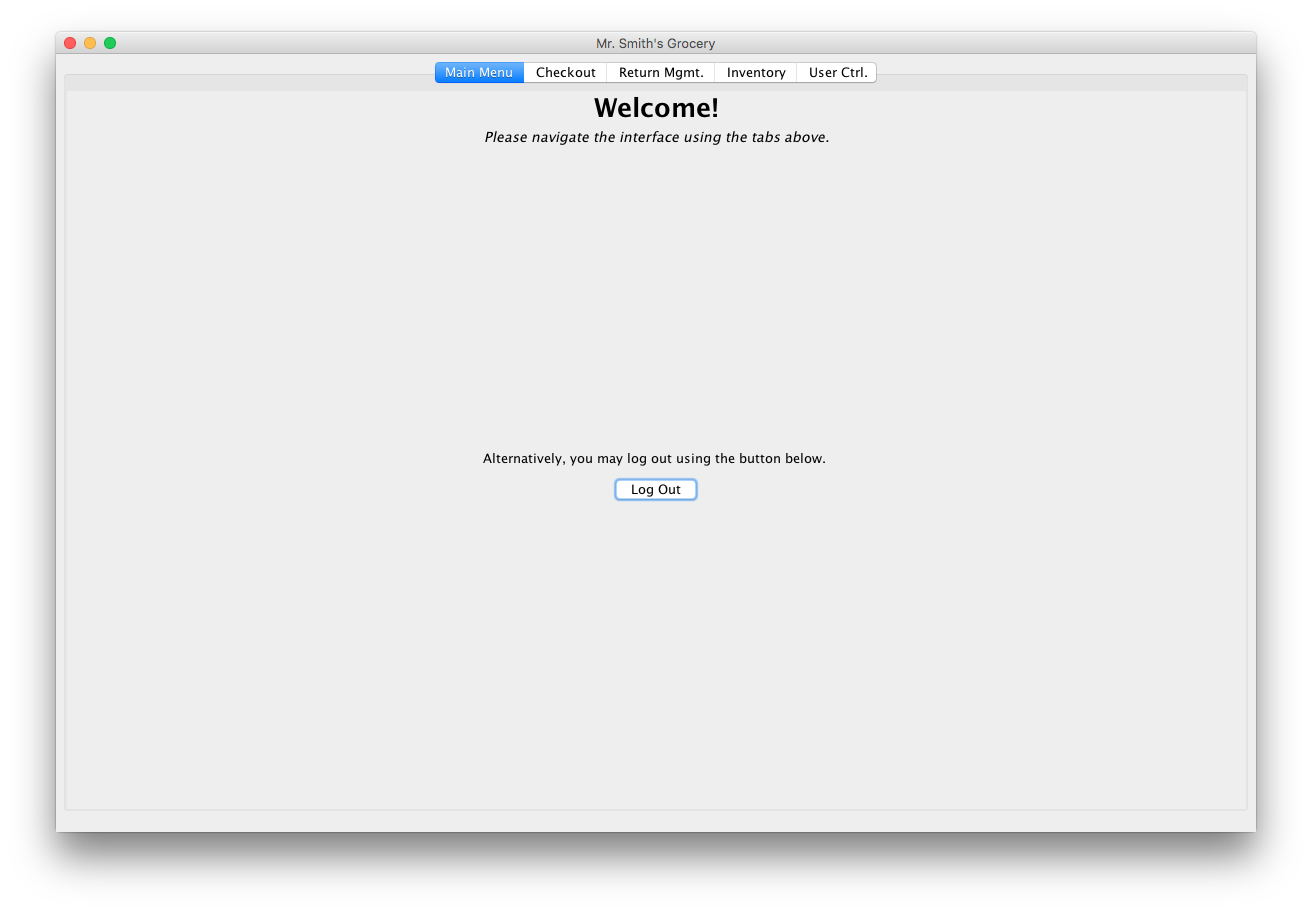 Mr. Smith's Grocery
Main Menu Checkout Return Mgmt. Inventory User Ctrl.
Welcome!
Please navigate the interface using the tabs above.
Alternatively, you may log out using the button below.
Log Out